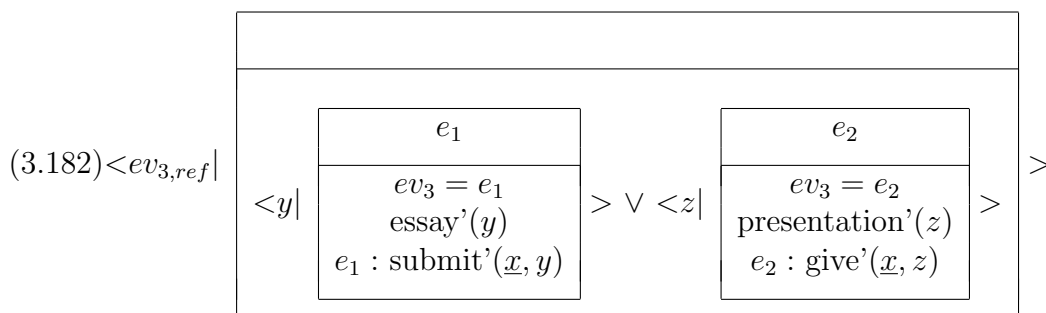 e₁ e₂
(3.182)<ev₃,ref| <y| ev₃ = e₁ > ∨ <z| ev₃ = e₂ > >
essay’(y) presentation’(z)
e₁ : submit’(x̲, y) e₂ : give’(x̲, z)